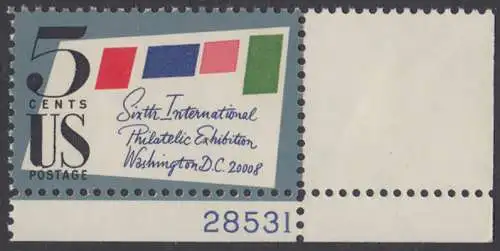 5
CENTS
US
POSTAGE
Sixth International
Philatelic Exhibition
Washington D.C. 20008
28531